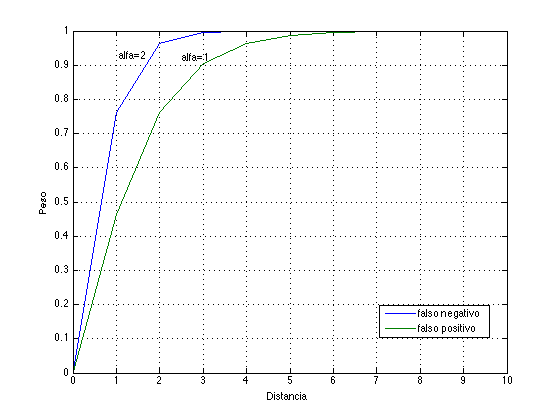 1
0.9
0.8
0.7
0.6
0.5
0.4
0.3
0.2
0.1
0
Peso
alfa=2
alfa=1
falso negativo
falso positivo
0 1 2 3 4 5 6 7 8 9 10
Distancia